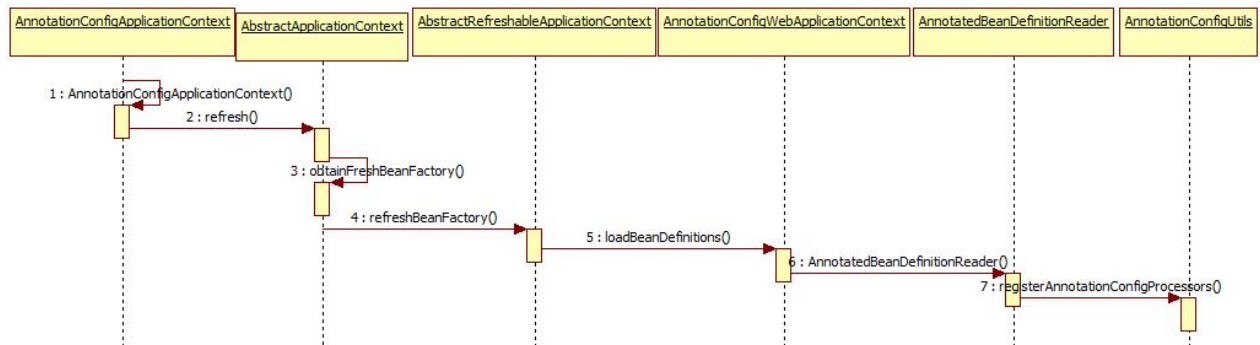 AnnotationConfigApplicationContext
AbstractApplicationContext
AbstractRefreshableApplicationContext
AnnotationConfigWebApplicationContext
AnnotatedBeanDefinitionReader
AnnotationConfigUtils
1 : AnnotationConfigApplicationContext()
2 : refresh()
3 : obtainFreshBeanFactory()
4 : refreshBeanFactory()
5 : loadBeanDefinitions()
6 : AnnotatedBeanDefinitionReader()
7 : registerAnnotationConfigProcessors()